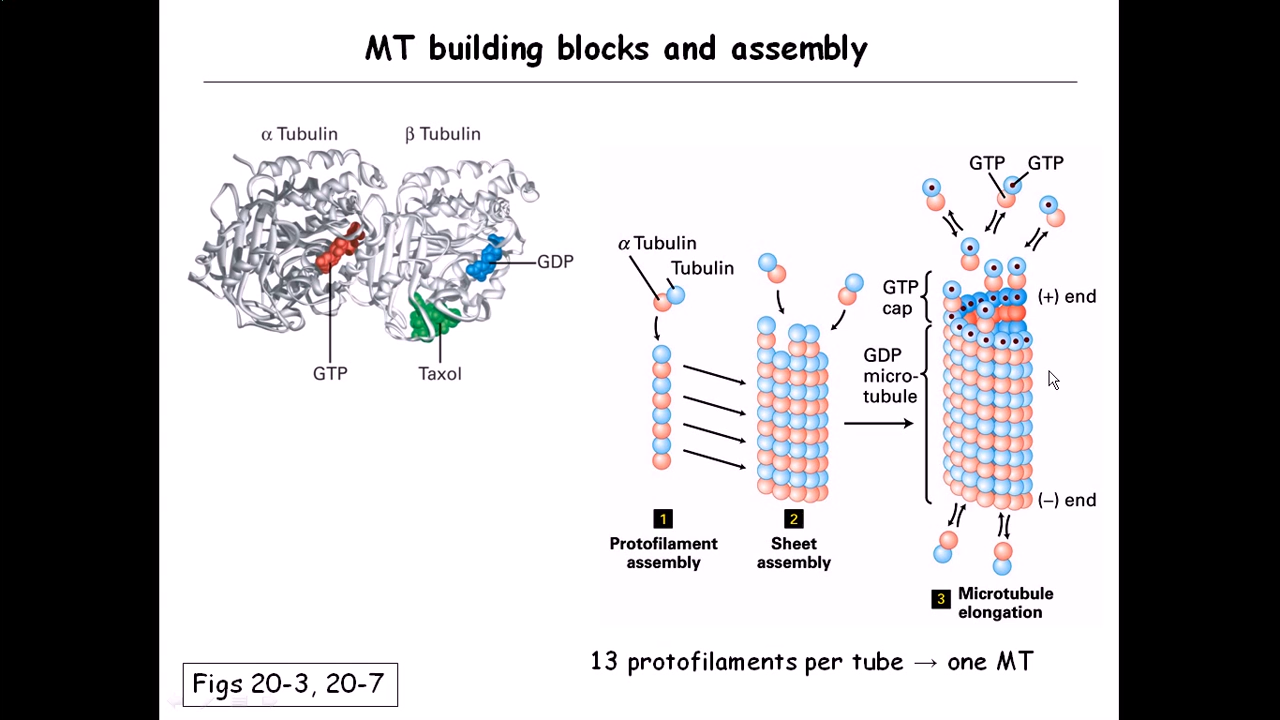 MT building blocks and assembly
α Tubulin
β Tubulin
GDP
GTP
Taxol
α Tubulin
Tubulin
GTP
GTP
GTP
cap
(+) end
GDP
micro-
tubule
(–) end
1
Protofilament
assembly
2
Sheet
assembly
3
Microtubule
elongation
13 protofilaments per tube → one MT
Figs 20-3, 20-7